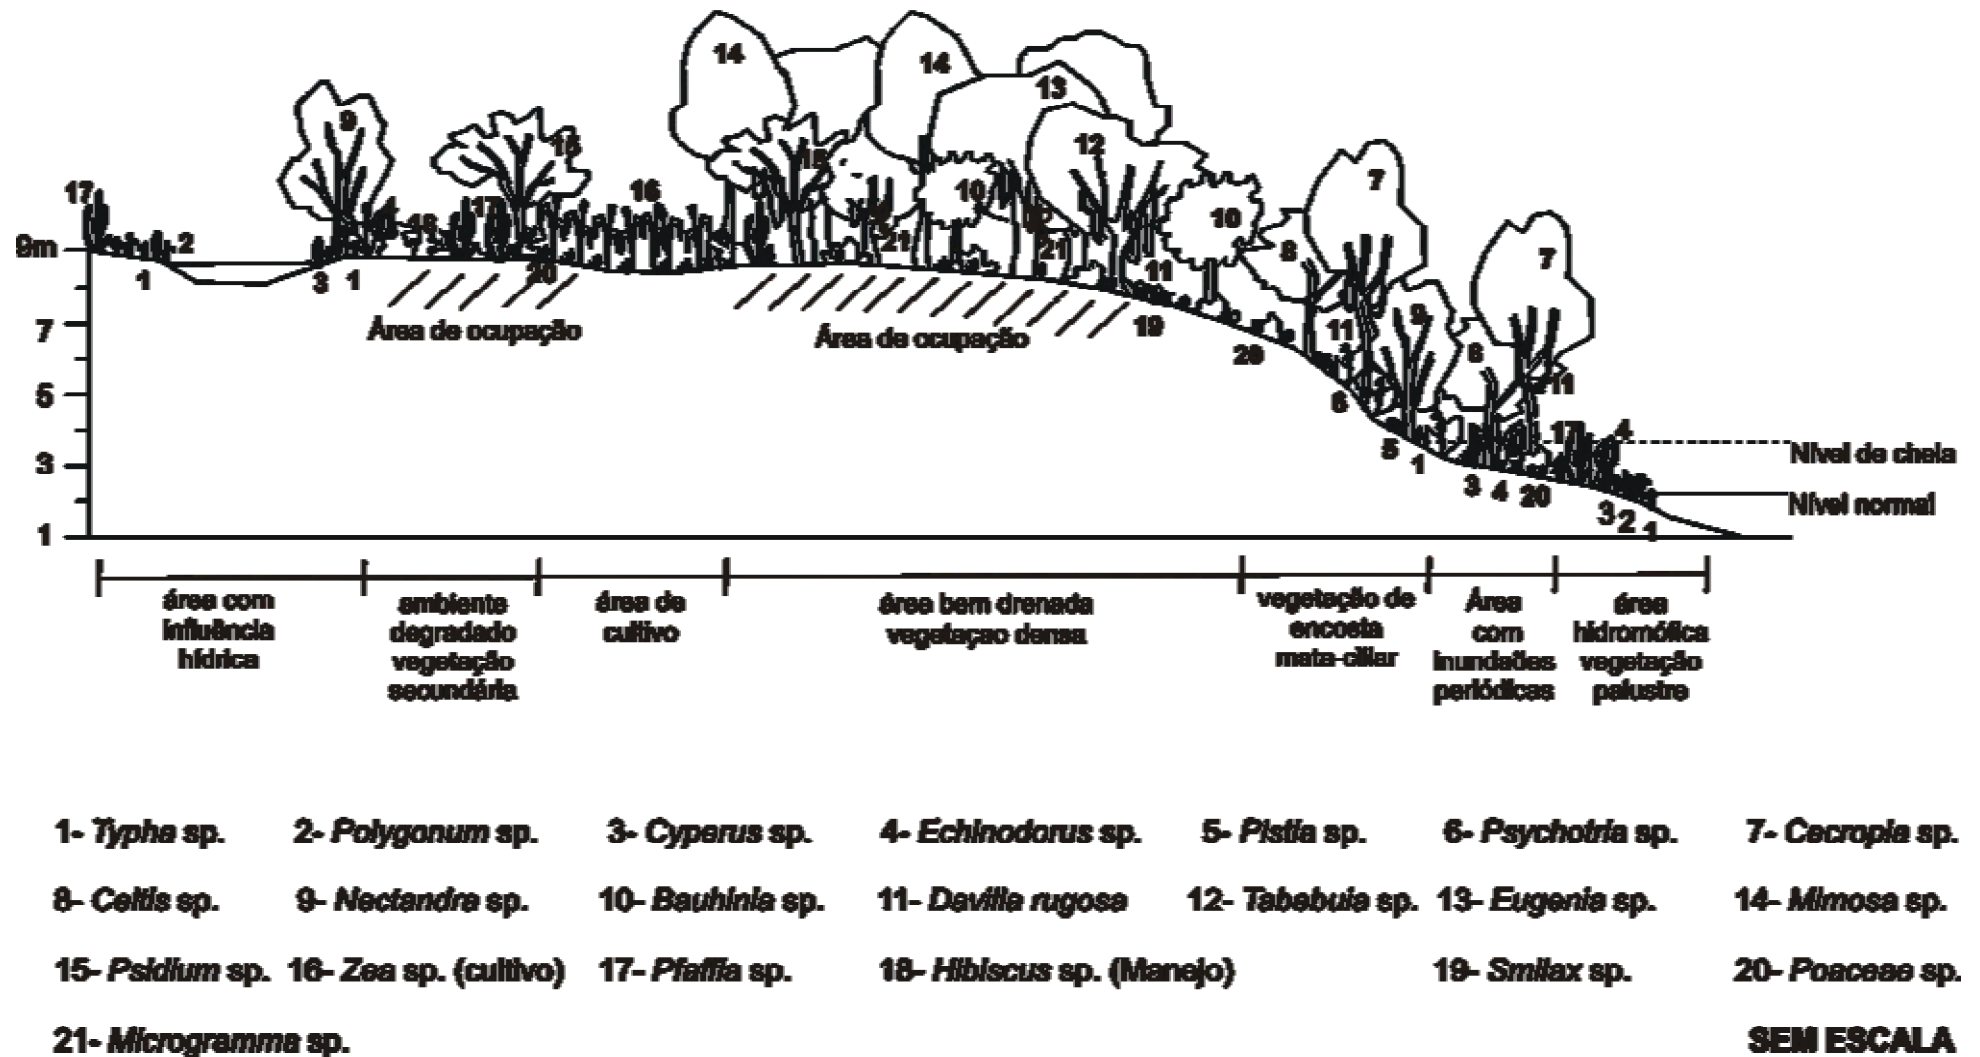 14 14
13
9 15 12
7
17 16 10 10
4 18 17 15 21 21 8
9m 2 7
1 3 1 20 11
Área de ocupação Área de ocupação 19 11 9
7 20 6
5 6 11
17 4
3 5 1 Nível de cheia
3 4 20 Nível normal
1 3 2 1
área com
influência
hídrica
ambiente
degradado
vegetação
secundária
área de
cultivo
área bem drenada
vegetaçao densa
vegetação de
encosta
mata-ciliar
Área
com
inundações
periódicas
área
hidromófica
vegetação
palustre
1- Typha sp. 2- Polygonum sp. 3- Cyperus sp. 4- Echinodorus sp. 5- Pistia sp. 6- Psychotria sp. 7- Cecropia sp.
8- Celtis sp. 9- Nectandra sp. 10- Bauhinia sp. 11- Davilla rugosa 12- Tabebuia sp. 13- Eugenia sp. 14- Mimosa sp.
15- Psidium sp. 16- Zea sp. (cultivo) 17- Pfaffia sp. 18- Hibiscus sp. (Manejo) 19- Smilax sp. 20- Poaceae sp.
21- Microgramma sp. SEM ESCALA